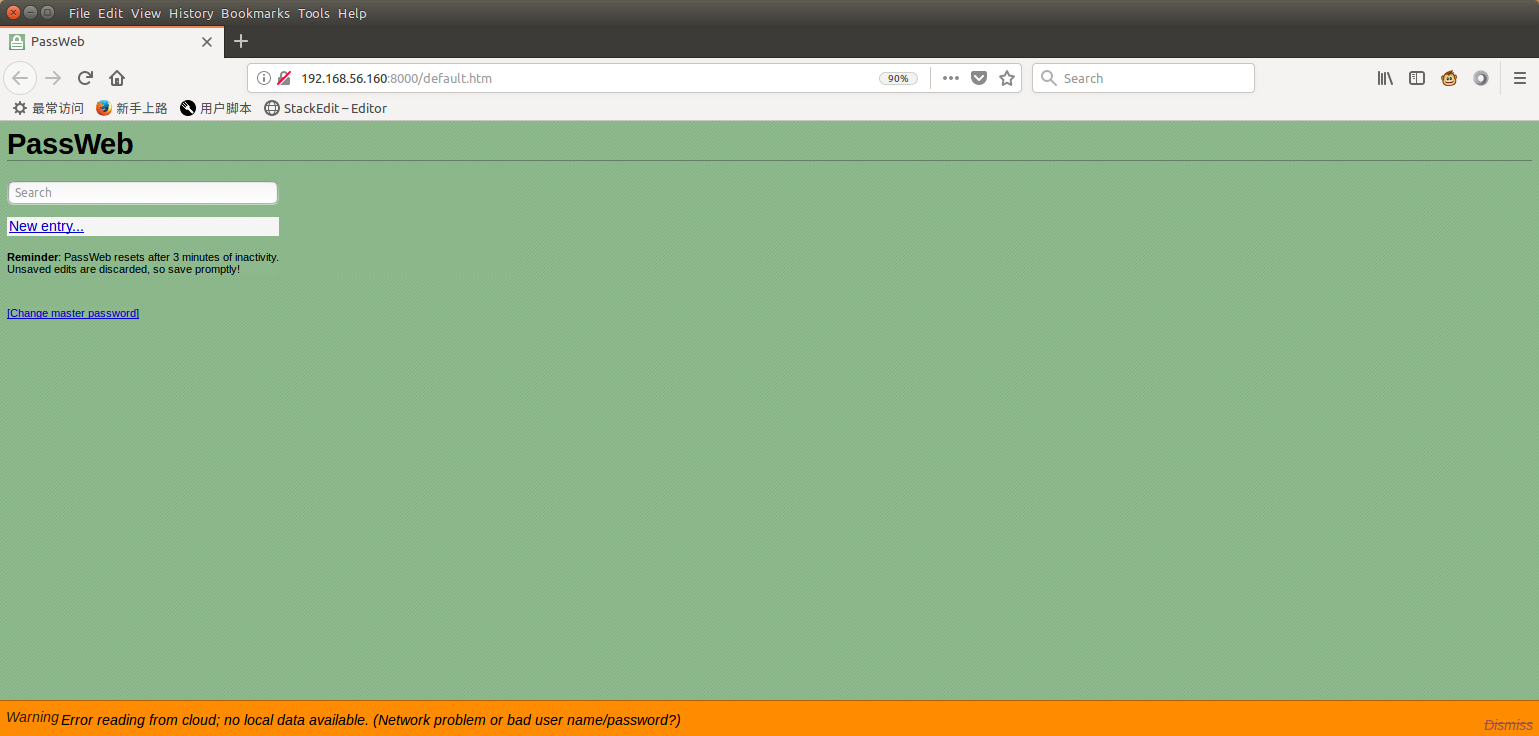 File Edit View History Bookmarks Tools Help
PassWeb
192.168.56.160:8000/default.htm 90% Search
最常访问 新手上路 用户脚本 StackEdit – Editor
PassWeb
Search
New entry...
Reminder: PassWeb resets after 3 minutes of inactivity.
Unsaved edits are discarded, so save promptly!
[Change master password]
Warning Error reading from cloud; no local data available. (Network problem or bad user name/password?)
Dismiss